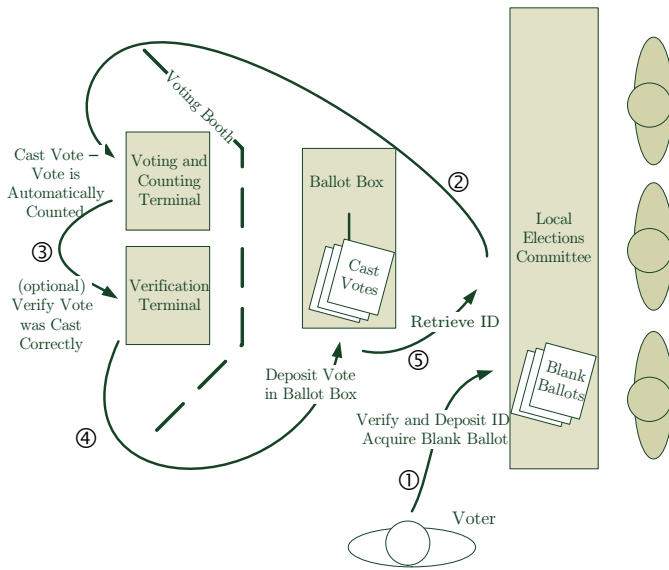 Voting Booth
Cast Vote –
Vote is
Automatically
Counted
Voting and
Counting
Terminal
Ballot Box
②
Local
Elections
Committee
③
(optional)
Verify Vote
was Cast
Correctly
Verification
Terminal
Cast
Votes
Retrieve ID
⑤
Deposit Vote
in Ballot Box
Blank
Ballots
④
Verify and Deposit ID
Acquire Blank Ballot
①
Voter